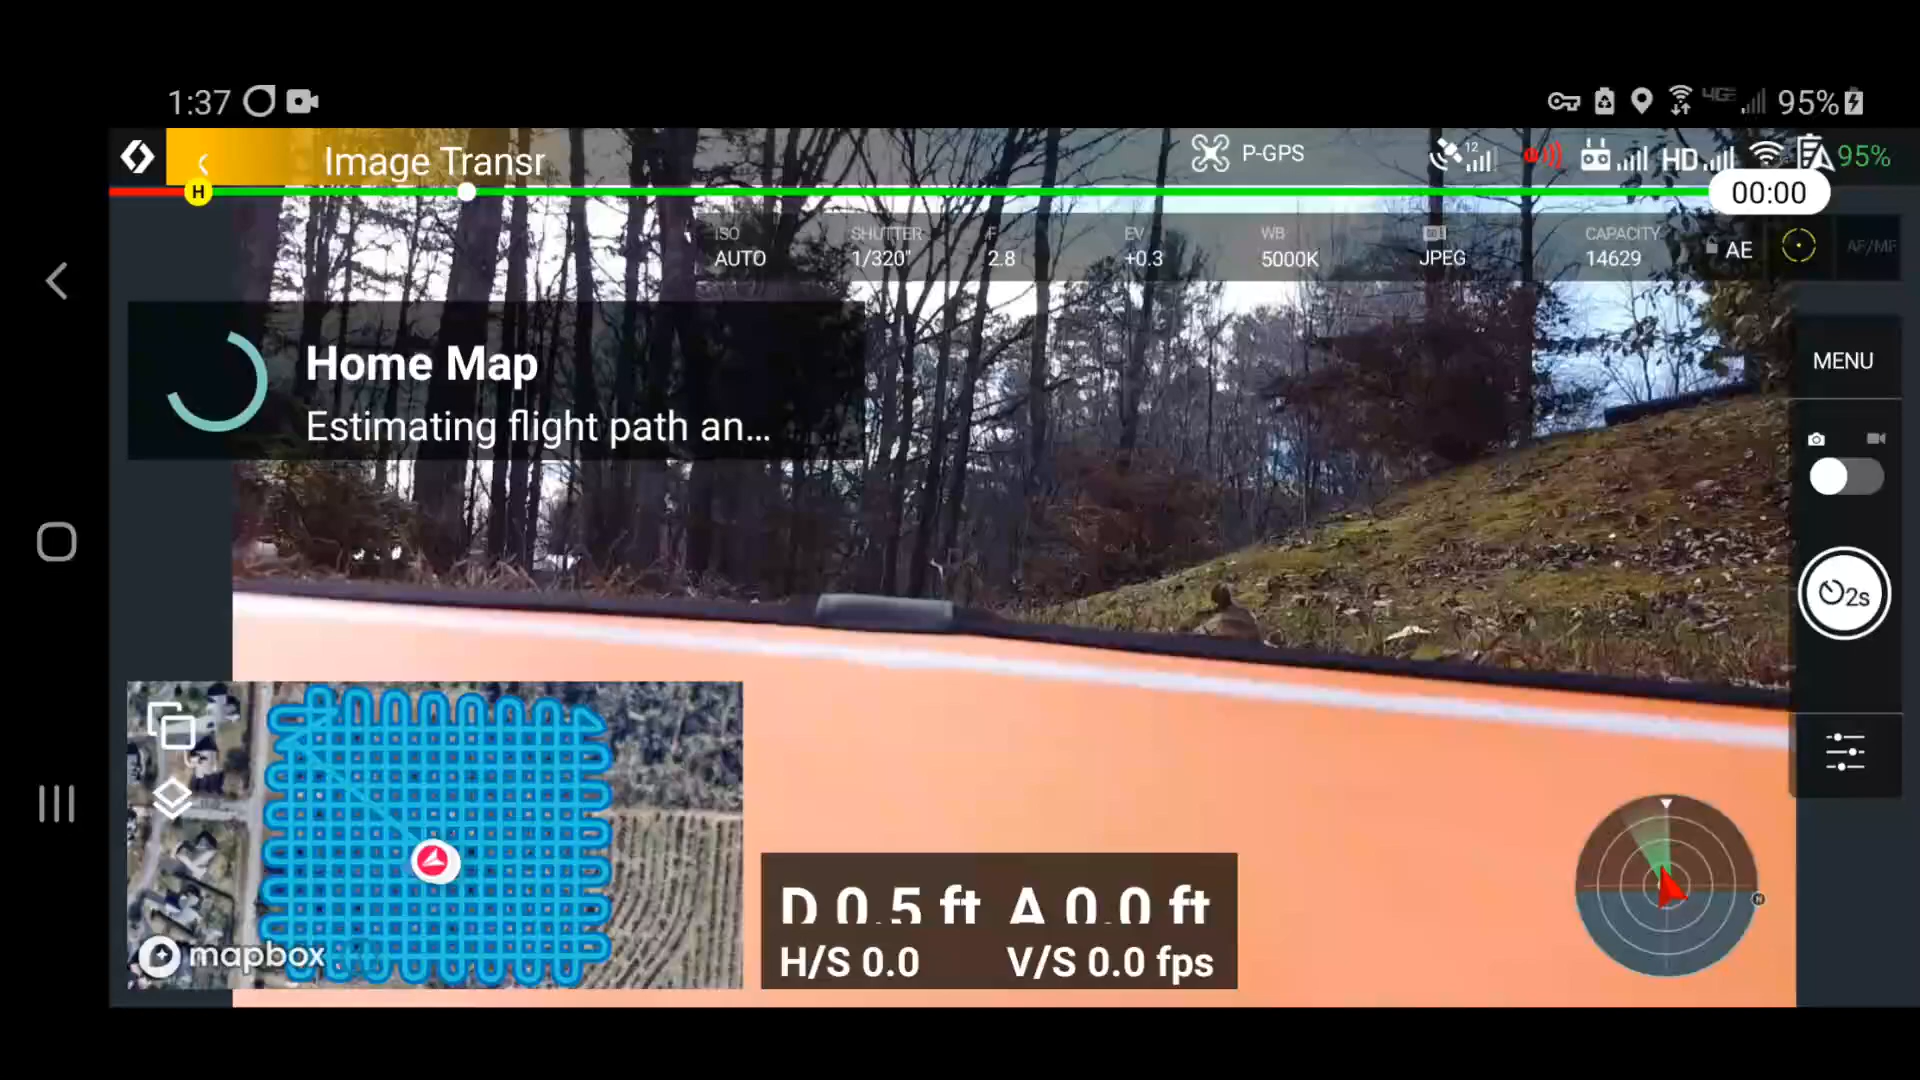 1:37
4GE
95%
Image Transr
P-GPS
12
HD
95%
H
00:00
ISO
AUTO
SHUTTER
1/320"
F
2.8
EV
+0.3
WB
5000K
JPEG
CAPACITY
14629
AE
AF/MF
Home Map
Estimating flight path an...
MENU
2s
D 0.5 ft A 0.0 ft
H/S 0.0 V/S 0.0 fps
mapbox
N